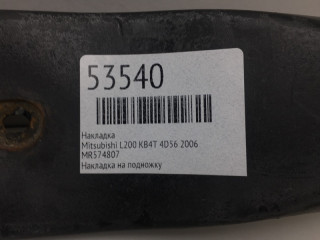 53540
Накладка
Mitsubishi L200 KB4T 4D56 2006
MR574807
Накладка на подножку